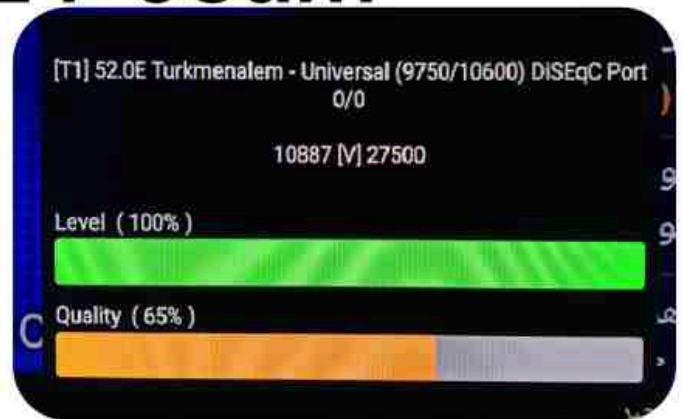 [T1] 52.0E Turkmenalem - Universal (9750/10600) DiSEqC Port
0/0
10887 [V] 27500
Level ( 100% )
Quality ( 65% )